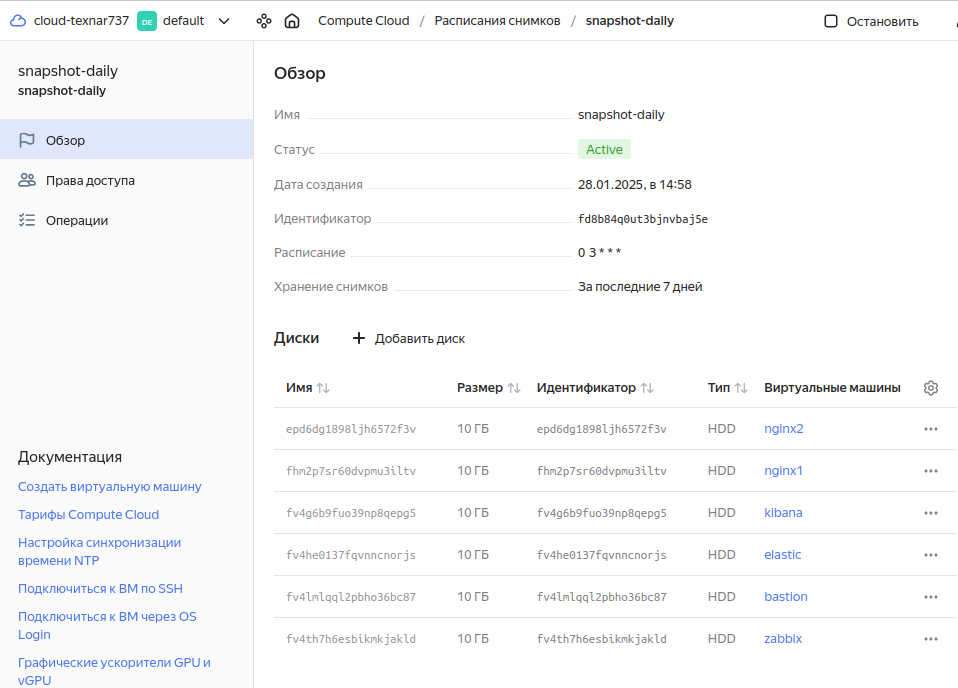 cloud-texnar737 DE default Compute Cloud / Расписания снимков / snapshot-daily Остановить
snapshot-daily
snapshot-daily
Обзор
Права доступа
Операции
Документация
Создать виртуальную машину
Тарифы Compute Cloud
Настройка синхронизации
времени NTP
Подключиться к ВМ по SSH
Подключиться к ВМ через OS
Login
Графические ускорители GPU и
vGPU
Обзор
Имя snapshot-daily
Статус Active
Дата создания 28.01.2025, в 14:58
Идентификатор fd8b84q0ut3bjnvbaj5e
Расписание 0 3 * * *
Хранение снимков За последние 7 дней
Диски + Добавить диск
Имя Размер Идентификатор Тип Виртуальные машины
epd6dg1898ljh6572f3v 10 ГБ epd6dg1898ljh6572f3v HDD nginx2
fhm2p7sr60dvpmu3iltv 10 ГБ fhm2p7sr60dvpmu3iltv HDD nginx1
fv4g6b9fuo39np8qepg5 10 ГБ fv4g6b9fuo39np8qepg5 HDD kibana
fv4he0137fqvnncnorjs 10 ГБ fv4he0137fqvnncnorjs HDD elastic
fv4lmlqql2pbho36bc87 10 ГБ fv4lmlqql2pbho36bc87 HDD bastion
fv4th7h6esbikmkjakld 10 ГБ fv4th7h6esbikmkjakld HDD zabbix